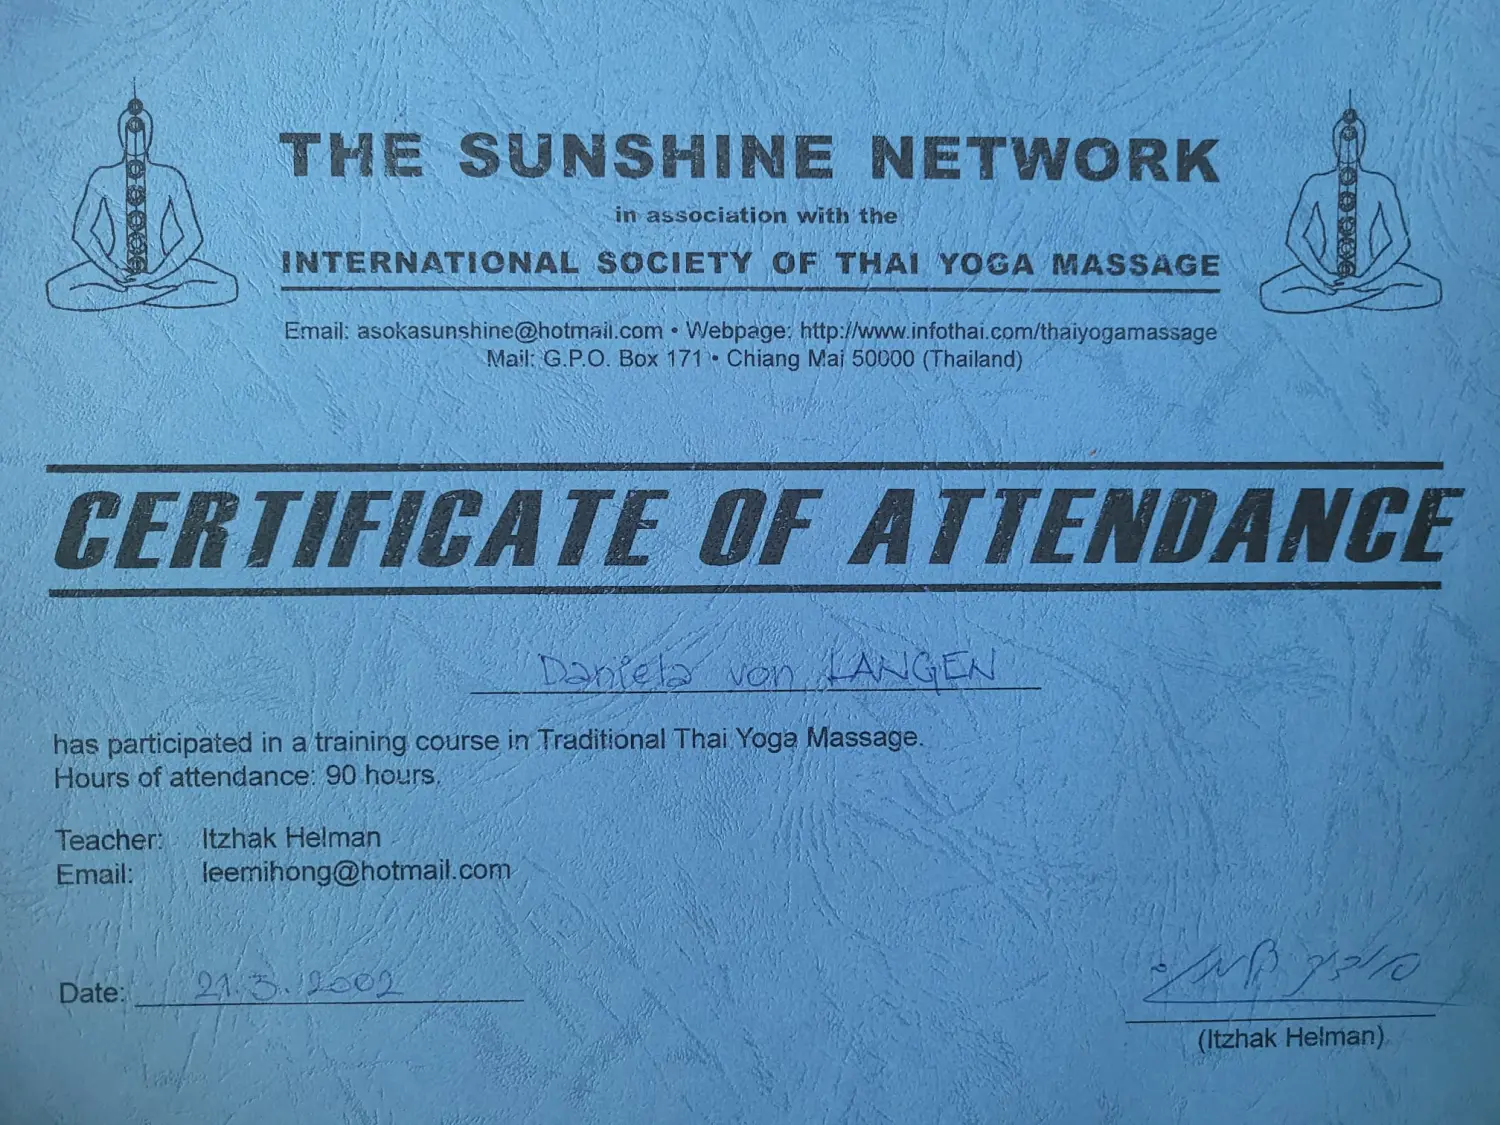 THE SUNSHINE NETWORK
in association with the
INTERNATIONAL SOCIETY OF THAI YOGA MASSAGE
Email: asokasunshine@hotmail.com • Webpage: http://www.infothai.com/thaiyogamassage
Mail: G.P.O. Box 171 • Chiang Mai 50000 (Thailand)
CERTIFICATE OF ATTENDANCE
Daniela von LANGEN
has participated in a training course in Traditional Thai Yoga Massage.
Hours of attendance: 90 hours.
Teacher: Itzhak Helman
Email: leemihong@hotmail.com
Date: 21.3.2002
(Itzhak Helman)